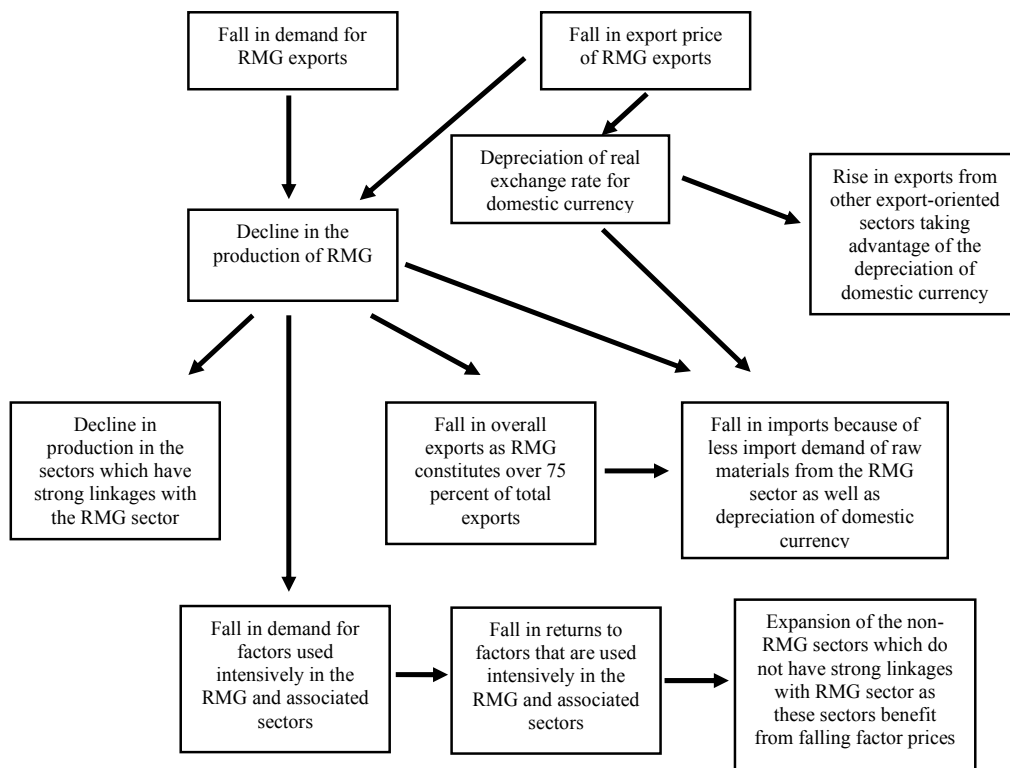 Fall in demand for
RMG exports
Fall in export price
of RMG exports
Depreciation of real
exchange rate for
domestic currency
Rise in exports from
other export-oriented
sectors taking
advantage of the
depreciation of
domestic currency
Decline in the
production of RMG
Decline in
production in the
sectors which have
strong linkages with
the RMG sector
Fall in overall
exports as RMG
constitutes over 75
percent of total
exports
Fall in imports because of
less import demand of raw
materials from the RMG
sector as well as
depreciation of domestic
currency
Fall in demand for
factors used
intensively in the
RMG and associated
sectors
Fall in returns to
factors that are used
intensively in the
RMG and associated
sectors
Expansion of the non-
RMG sectors which do
not have strong linkages
with RMG sector as
these sectors benefit
from falling factor prices